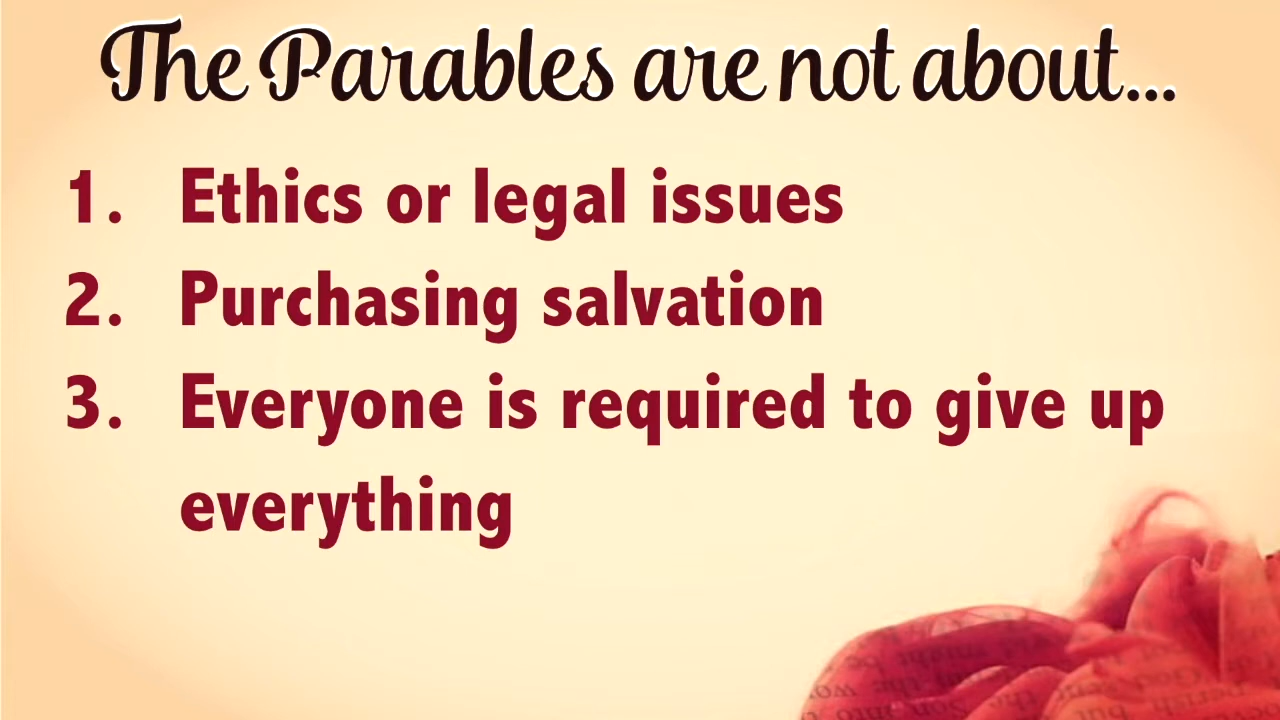 The Parables are not about...
1. Ethics or legal issues
2. Purchasing salvation
3. Everyone is required to give up
everything